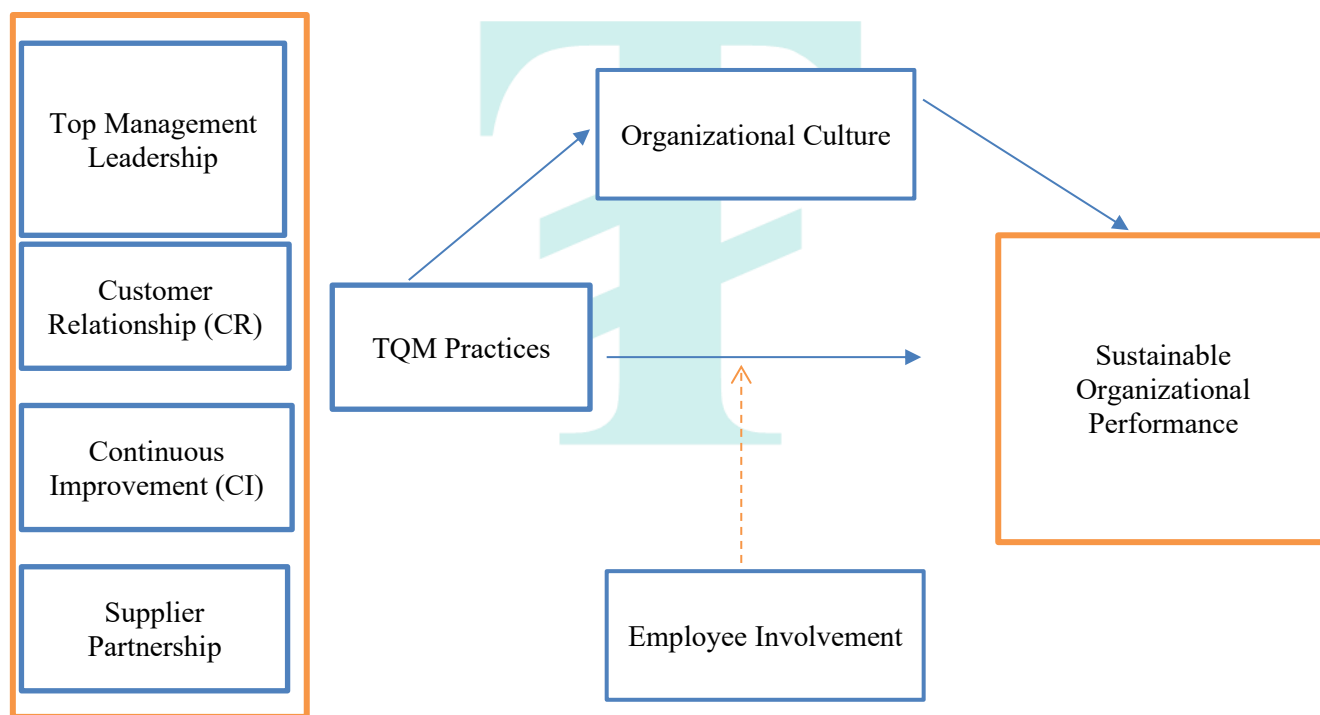 Top Management
Leadership
Customer
Relationship (CR)
Continuous
Improvement (CI)
Supplier
Partnership
TQM Practices
Organizational Culture
Employee Involvement
Sustainable
Organizational
Performance